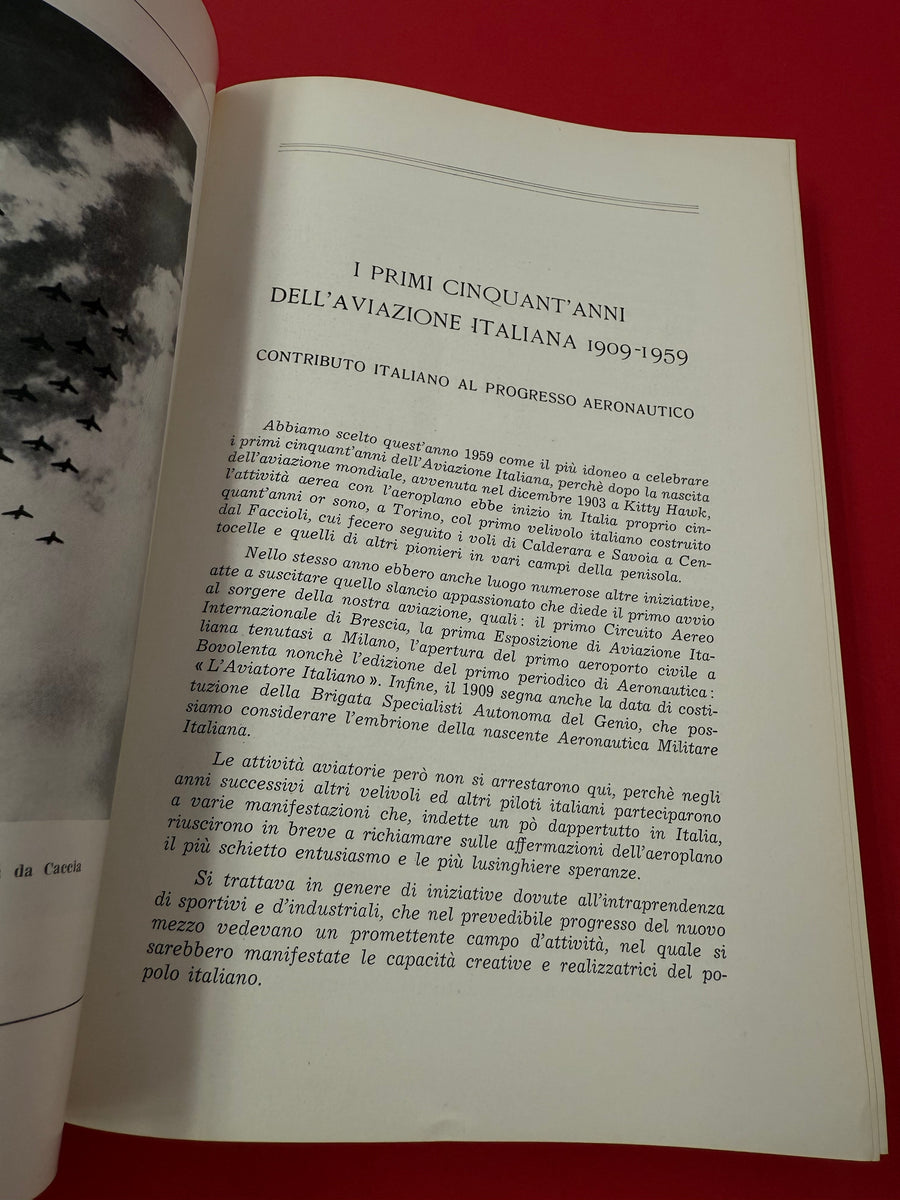 da Caccia
I PRIMI CINQUANT'ANNI
DELL'AVIAZIONE ITALIANA 1909-1959
CONTRIBUTO ITALIANO AL PROGRESSO AERONAUTICO
Abbiamo scelto quest'anno 1959 come il più idoneo a celebrare
i primi cinquant'anni dell'Aviazione Italiana, perchè dopo la nascita
dell'aviazione mondiale, avvenuta nel dicembre 1903 a Kitty Hawk,
l'attività aerea con l'aeroplano ebbe inizio in Italia proprio cin-
quant'anni or sono, a Torino, col primo velivolo italiano costruito
dal Faccioli, cui fecero seguito i voli di Calderara e Savoia a Cen-
tocelle e quelli di altri pionieri in vari campi della penisola.
Nello stesso anno ebbero anche luogo numerose altre iniziative,
atte a suscitare quello slancio appassionato che diede il primo avvio
al sorgere della nostra aviazione, quali: il primo Circuito Aereo
Internazionale di Brescia, la prima Esposizione di Aviazione Ita-
liana tenutasi a Milano, l'apertura del primo aeroporto civile a
Bovolenta nonchè l'edizione del primo periodico di Aeronautica:
« L'Aviatore Italiano ». Infine, il 1909 segna anche la data di costi-
tuzione della Brigata Specialisti Autonoma del Genio, che pos-
siamo considerare l'embrione della nascente Aeronautica Militare
Italiana.
Le attività aviatorie però non si arrestarono qui, perchè negli
anni successivi altri velivoli ed altri piloti italiani parteciparono
a varie manifestazioni che, indette un pò dappertutto in Italia,
riuscirono in breve a richiamare sulle affermazioni dell'aeroplano
il più schietto entusiasmo e le più lusinghiere speranze.
Si trattava in genere di iniziative dovute all'intraprendenza
di sportivi e d'industriali, che nel prevedibile progresso del nuovo
mezzo vedevano un promettente campo d'attività, nel quale si
sarebbero manifestate le capacità creative e realizzatrici del po-
polo italiano.